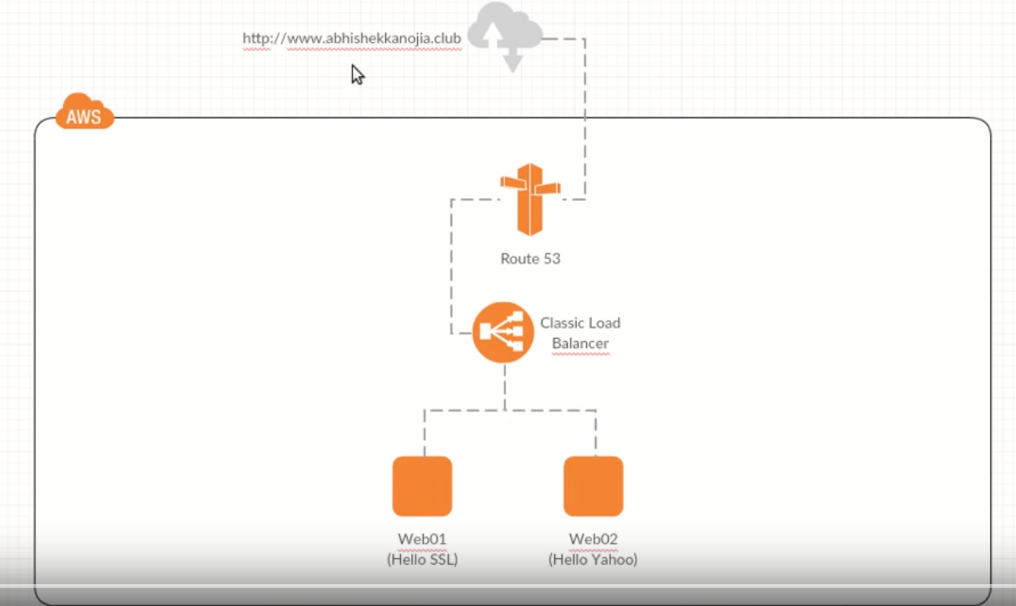 http://www.abhishekkanojia.club
AWS
Route 53
Classic Load
Balancer
Web01
(Hello SSL)
Web02
(Hello Yahoo)